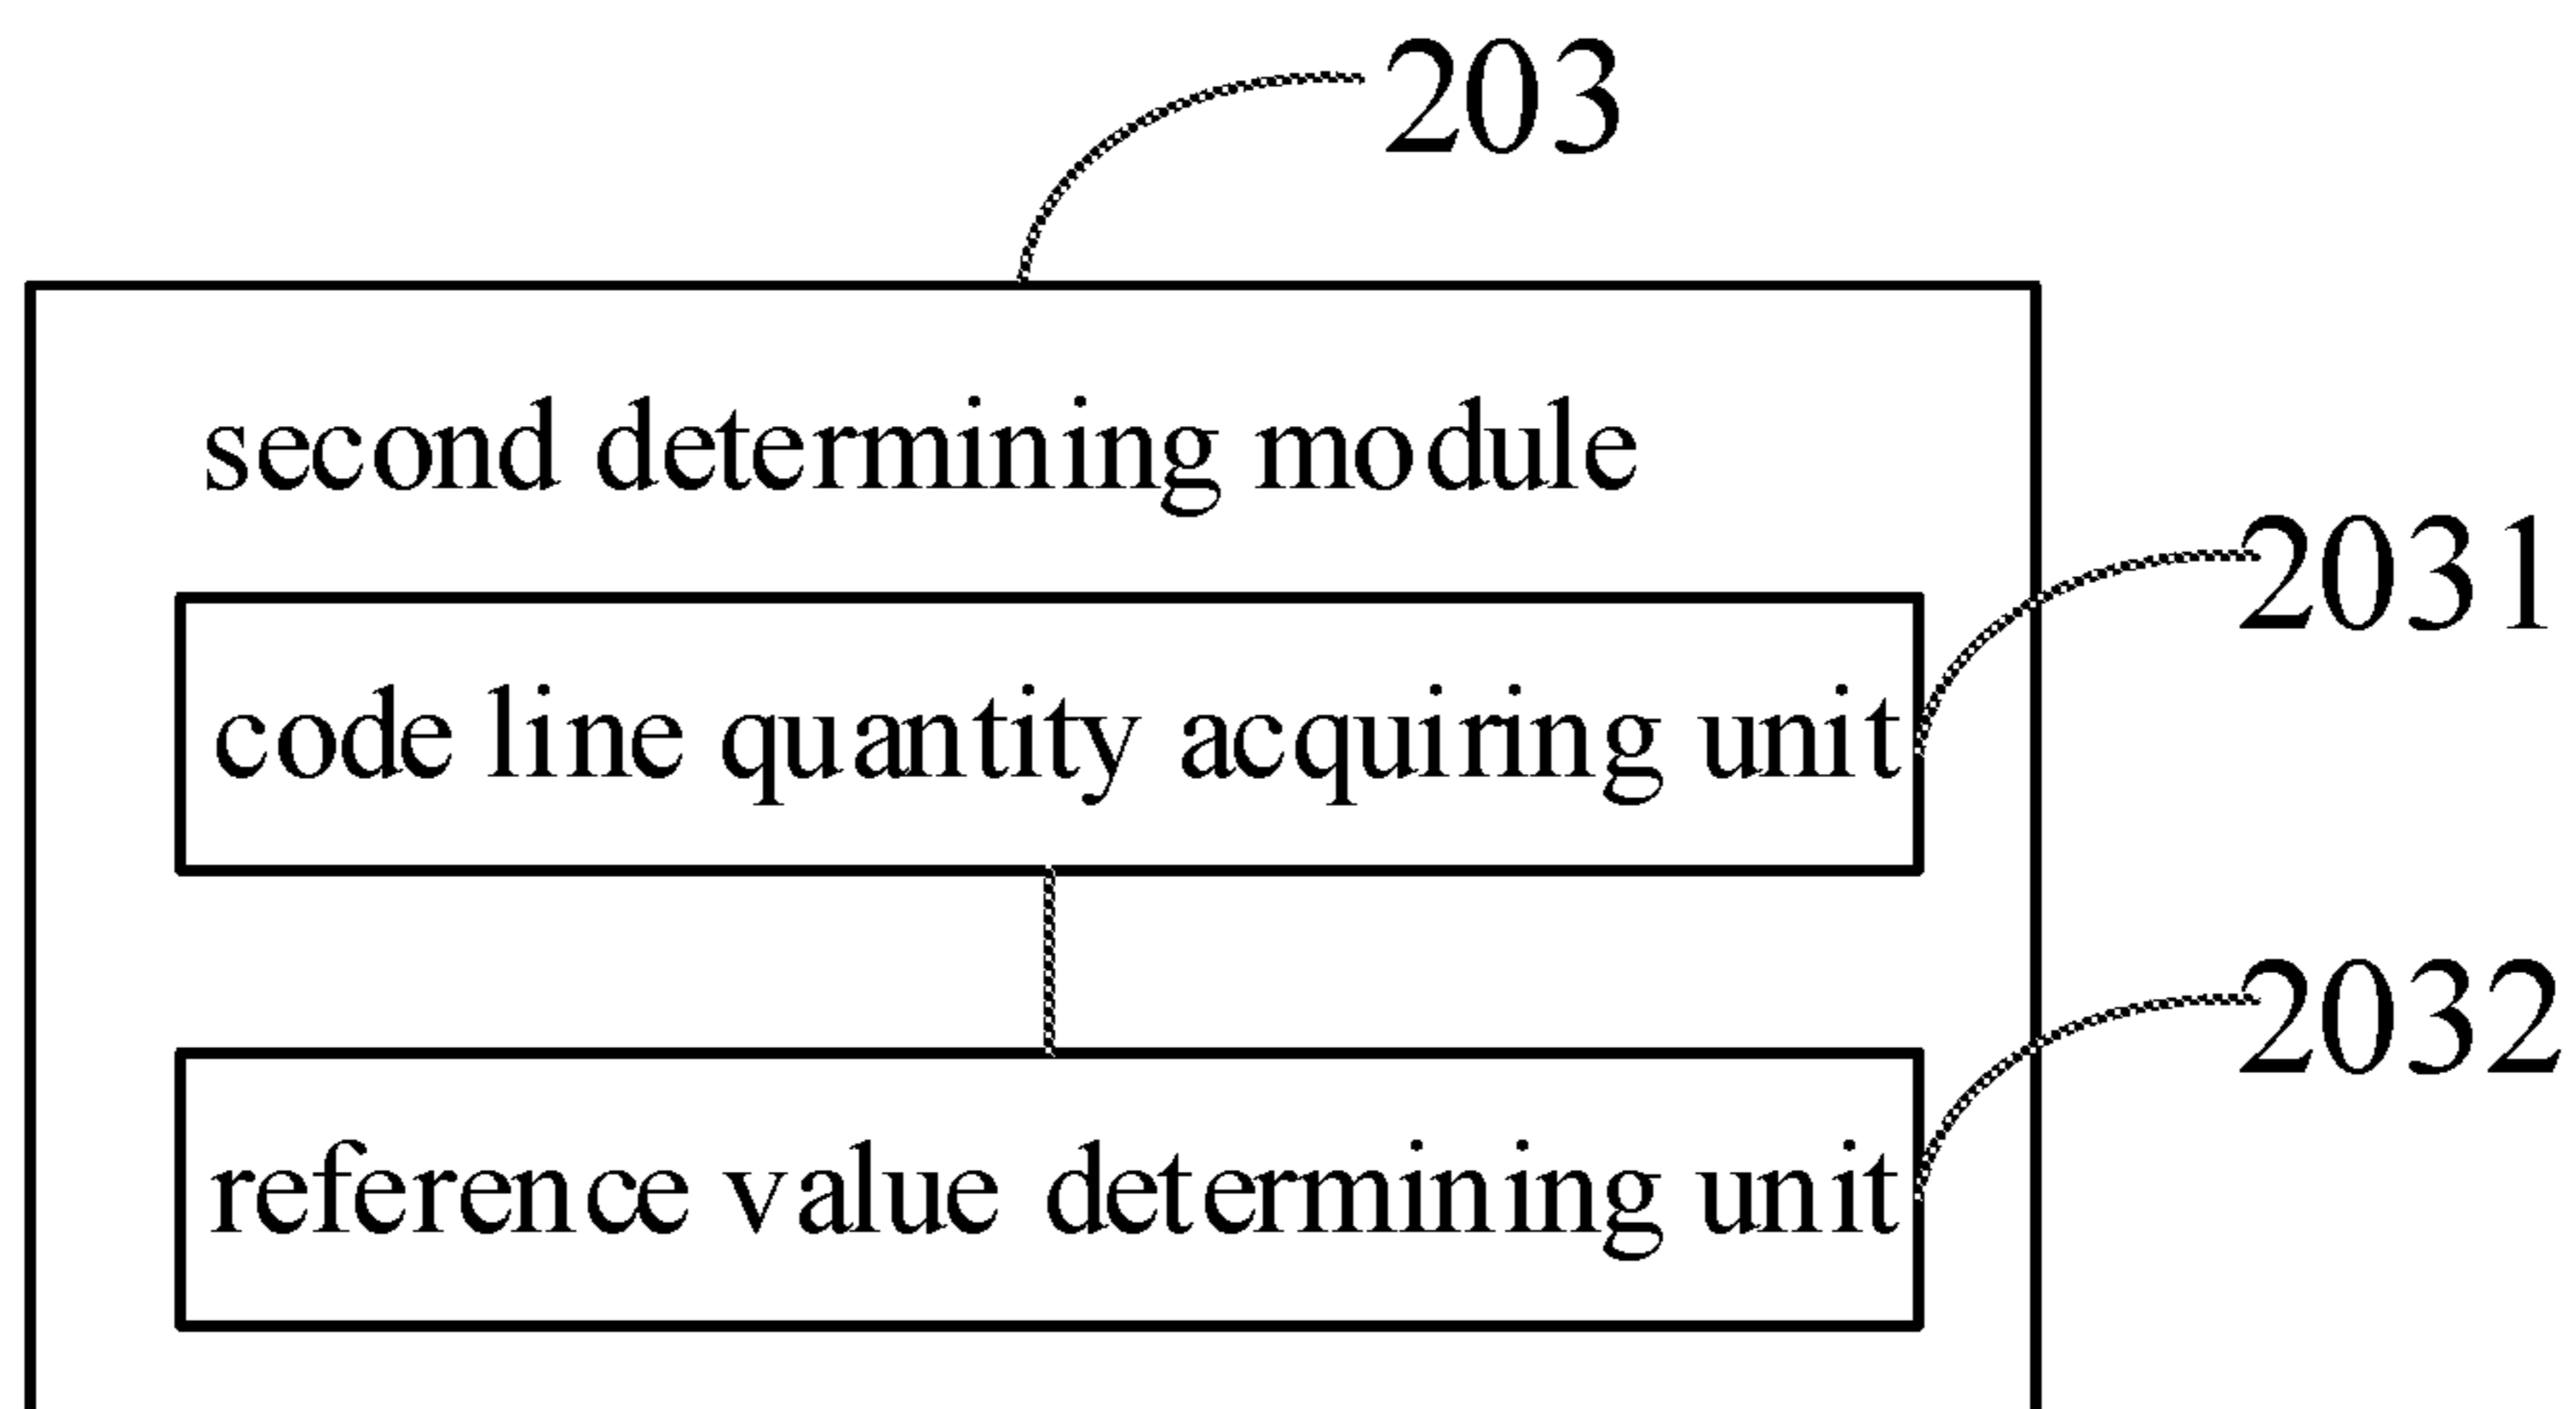 203
second determining module
2031
code line quantity acquiring unit
2032
reference value determining unit